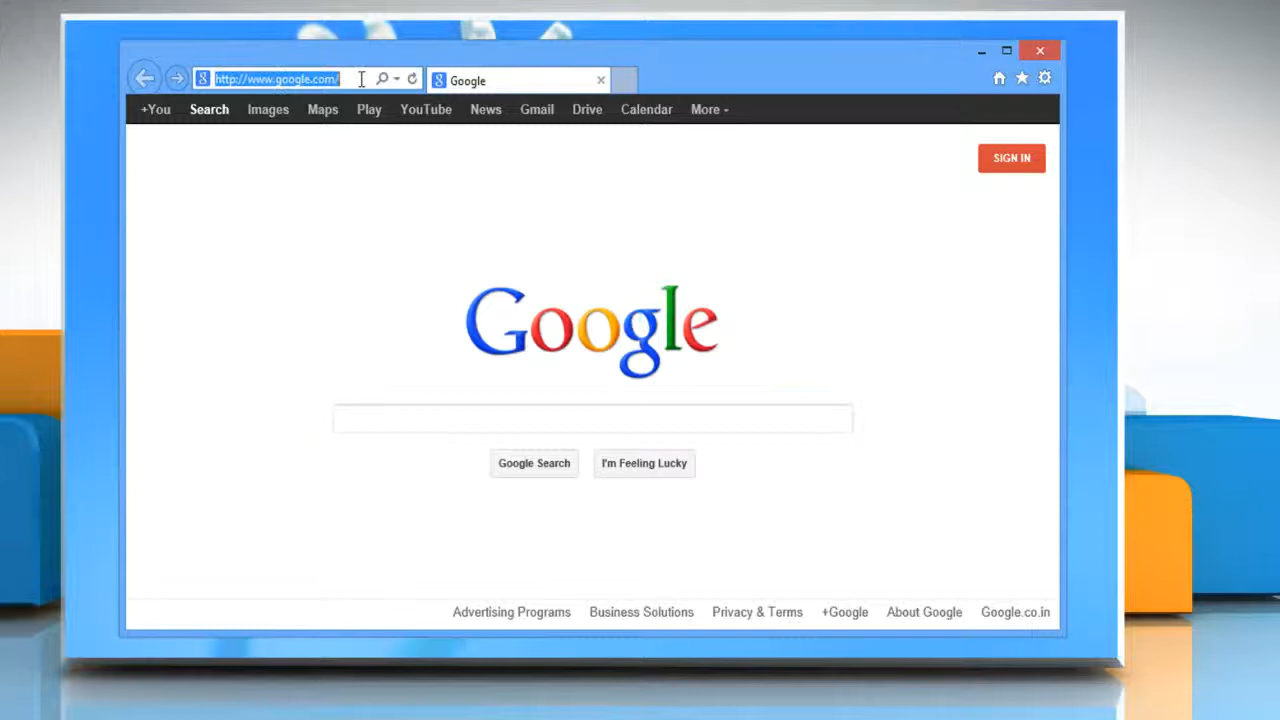 http://www.google.com/ Google
+You Search Images Maps Play YouTube News Gmail Drive Calendar More
SIGN IN
Google
Google Search I'm Feeling Lucky
Advertising Programs Business Solutions Privacy & Terms +Google About Google Google.co.in